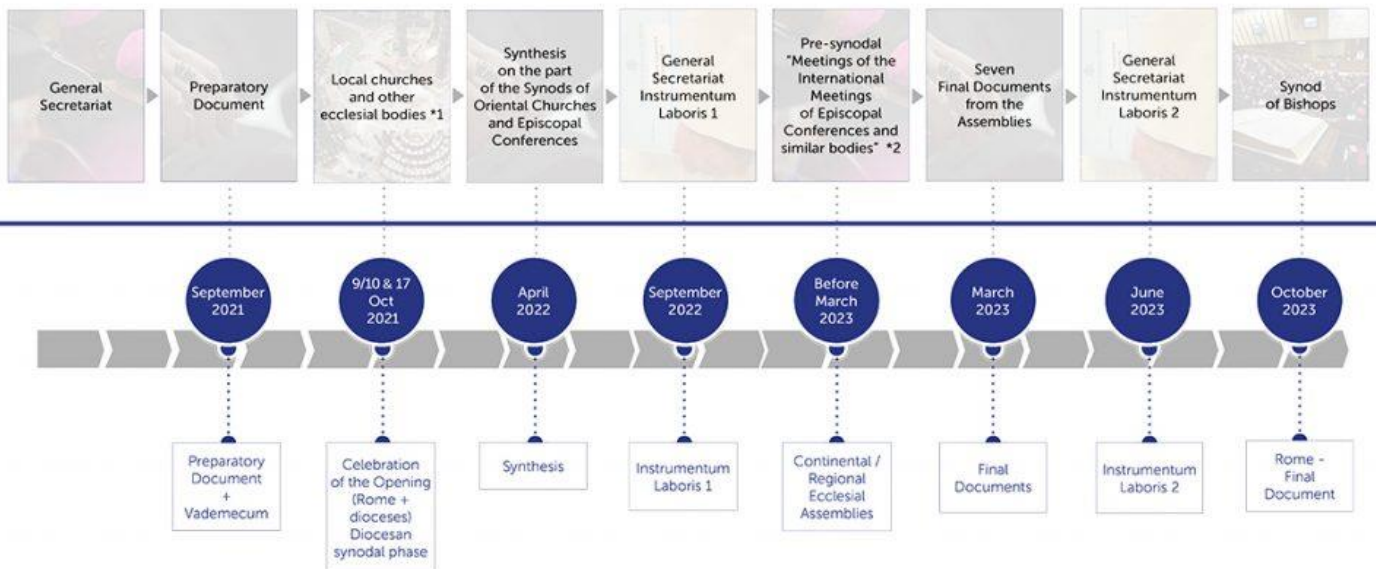 General
Secretariat
Preparatory
Document
Local churches
and other
ecclesial bodies *1
Synthesis
on the part
of the Synods of
Oriental Churches
and Episcopal
Conferences
General
Secretariat
Instrumentum
Laboris 1
Pre-synodal
"Meetings of the
International
Meetings
of Episcopal
Conferences and
similar bodies" *2
Seven
Final Documents
from the
Assemblies
General
Secretariat
Instrumentum
Laboris 2
Synod
of Bishops
September
2021
9/10 & 17
Oct
2021
April
2022
September
2022
Before
March
2023
March
2023
June
2023
October
2023
Preparatory
Document
+
Vademecum
Celebration
of the Opening
(Rome +
dioceses)
Diocesan
synodal phase
Synthesis
Instrumentum
Laboris 1
Continental /
Regional
Ecclesial
Assemblies
Final
Documents
Instrumentum
Laboris 2
Rome -
Final
Document